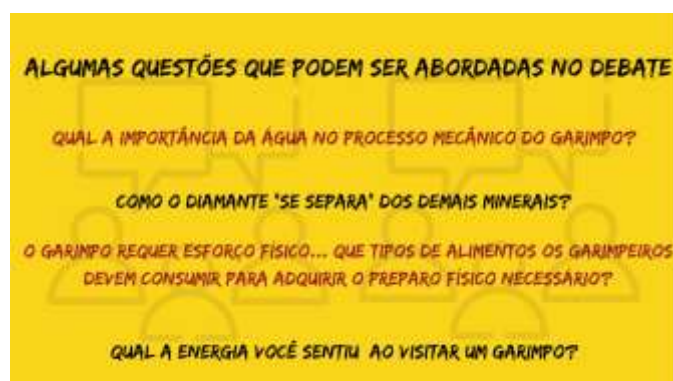 ALGUMAS QUESTÕES QUE PODEM SER ABORDADAS NO DEBATE
QUAL A IMPORTÂNCIA DA ÁGUA NO PROCESSO MECÂNICO DO GARIMPO?
COMO O DIAMANTE "SE SEPARA" DOS DEMAIS MINERAIS?
O GARIMPO REQUER ESFORÇO FÍSICO... QUE TIPOS DE ALIMENTOS OS GARIMPEIROS
DEVEM CONSUMIR PARA ADQUIRIR O PREPARO FÍSICO NECESSÁRIO?
QUAL A ENERGIA VOCÊ SENTIU AO VISITAR UM GARIMPO?